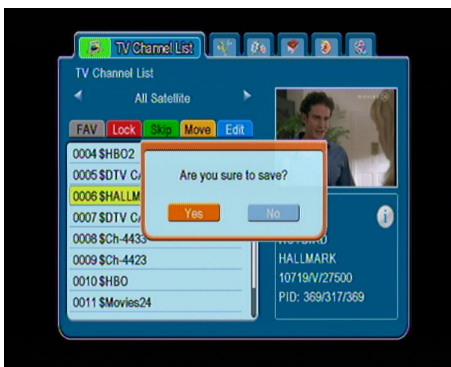 TV Channel List
TV Channel List
All Satellite
FAV Lock Skip Move Edit
0004 $HBO2
0005 $DTV
0006 $HALLM
0007 $DTV
0008 $Ch-4433
0009 $Ch-4423
0010 $HBO
0011 $Movies24
Are you sure to save?
Yes No
HALLMARK
10719/V/27500
PID: 369/317/369